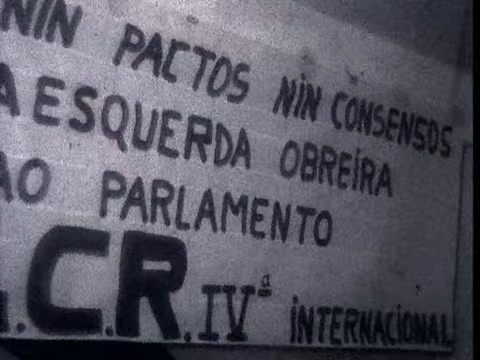 NIN PACTOS NIN CONSENSOS
A ESQUERDA OBREIRA
AO PARLAMENTO
.C.R. IVª INTERNACIONAL